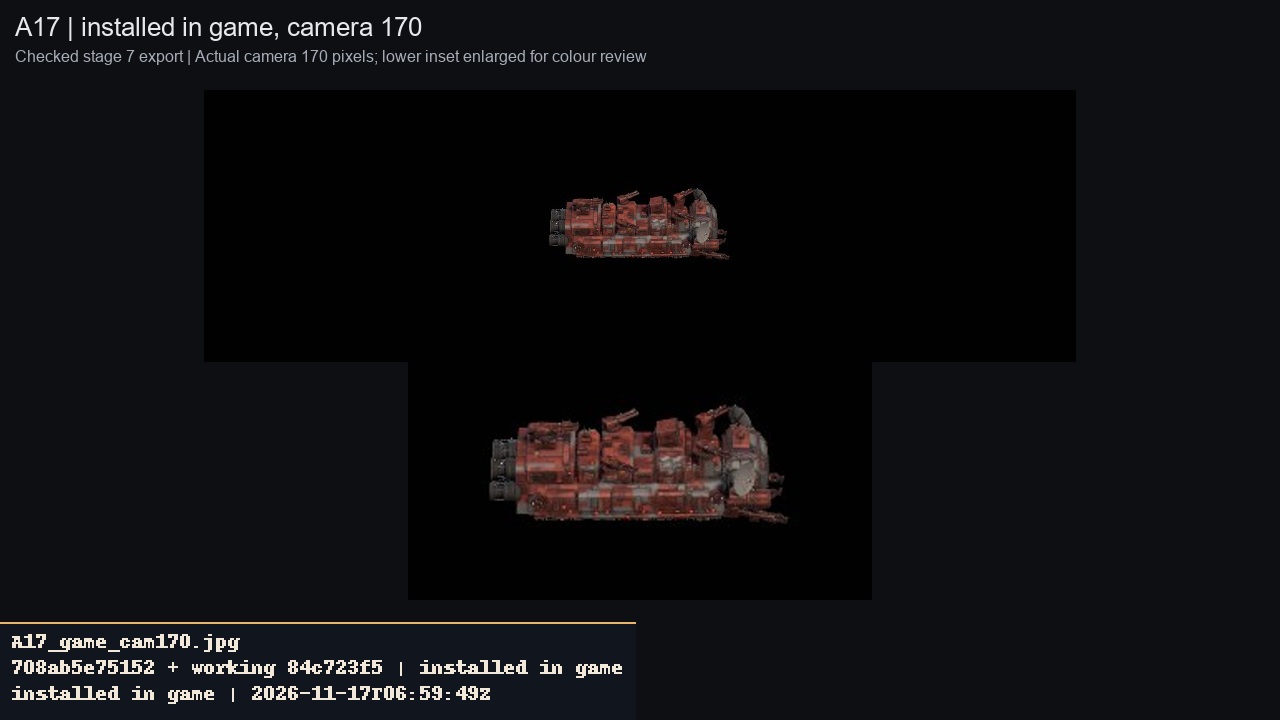 A17 | installed in game, camera 170
Checked stage 7 export | Actual camera 170 pixels; lower inset enlarged for colour review
A17_game_cam170.jpg
708ab5e75152 + working 84c723f5 | installed in game
installed in game | 2026-11-17T06:59:49Z